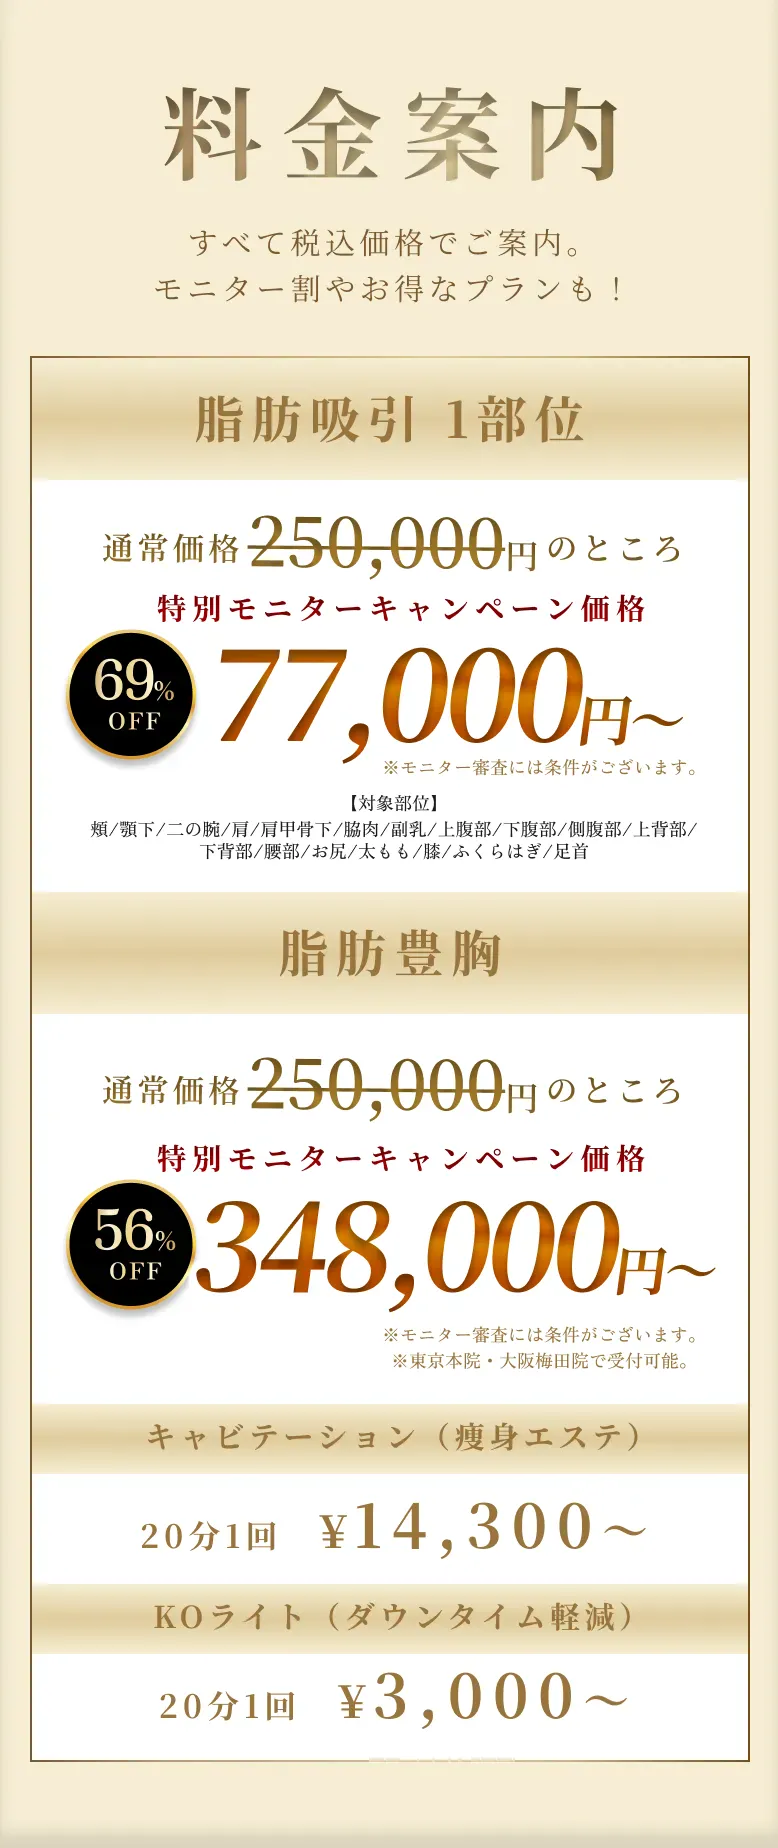 料金案内
すべて税込価格でご案内。
モニター割やお得なプランも！
脂肪吸引 1部位
通常価格250,000円のところ
特別モニターキャンペーン価格
69%
OFF
77,000円〜
※モニター審査には条件がございます。
【対象部位】
頬/顎下/二の腕/肩/肩甲骨下/脇肉/副乳/上腹部/下腹部/側腹部/上背部/
下背部/腰部/お尻/太もも/膝/ふくらはぎ/足首
脂肪豊胸
通常価格250,000円のところ
特別モニターキャンペーン価格
56%
OFF
348,000円〜
※モニター審査には条件がございます。
※東京本院・大阪梅田院で受付可能。
キャビテーション（痩身エステ）
20分1回 ¥14,300〜
KOライト（ダウンタイム軽減）
20分1回 ¥3,000〜